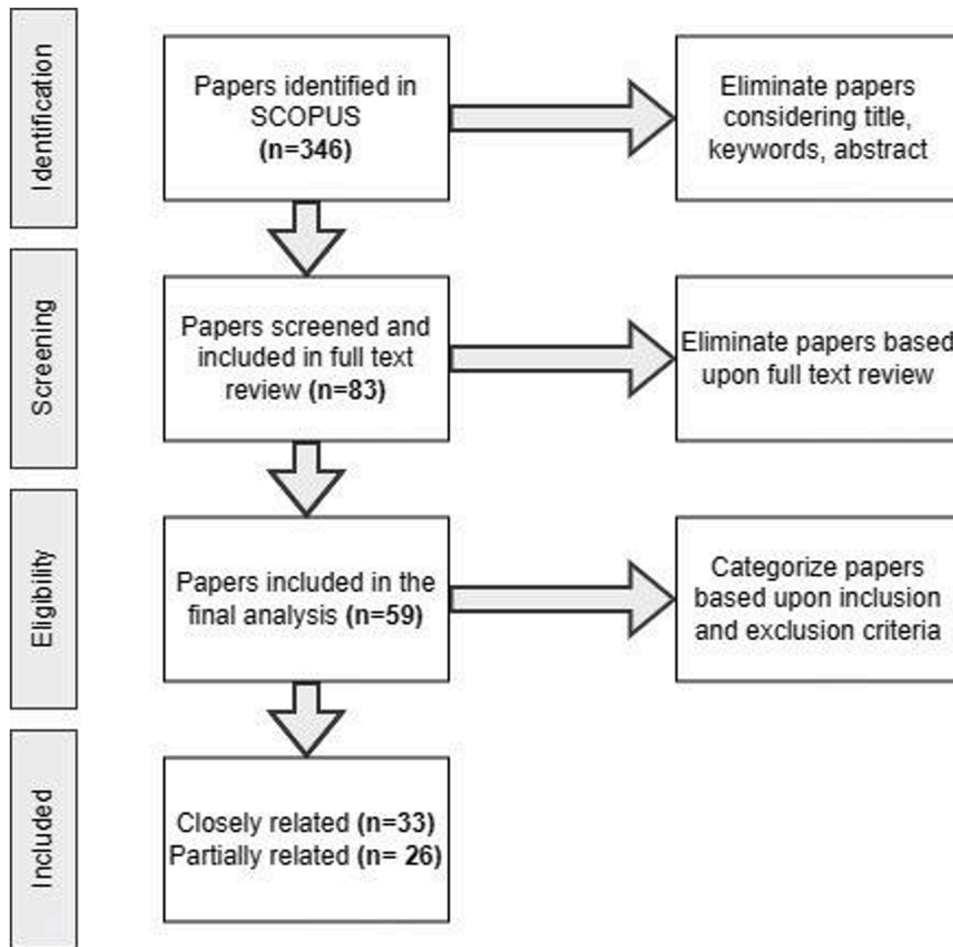 Identification
Papers identified in
SCOPUS
(n=346)
Eliminate papers
considering title,
keywords, abstract
Screening
Papers screened and
included in full text
review (n=83)
Eliminate papers based
upon full text review
Eligibility
Papers included in the
final analysis (n=59)
Categorize papers
based upon inclusion
and exclusion criteria
Included
Closely related (n=33)
Partially related (n= 26)